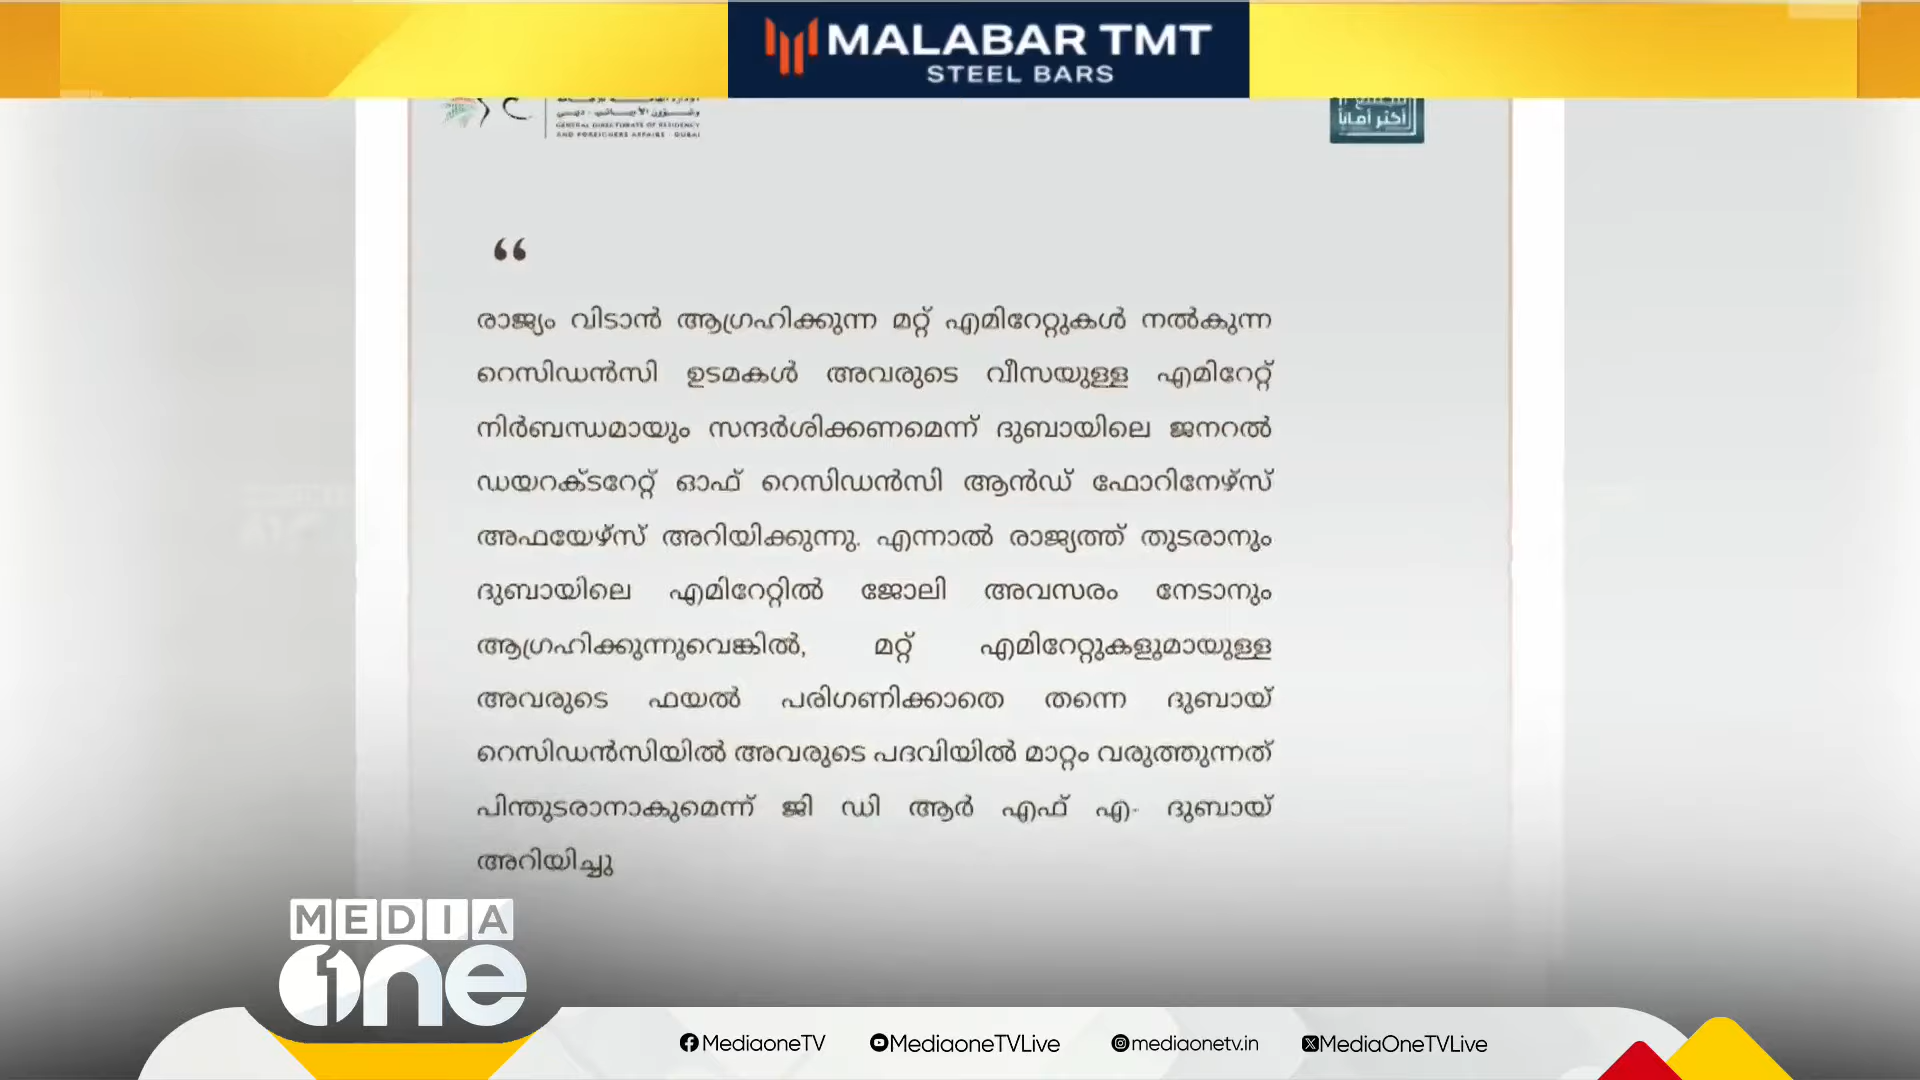 MALABAR TMT
STEEL BARS
GENERAL DIRECTORATE OF RESIDENCY
AND FOREIGNERS AFFAIRS - DUBAI
أكثر أماناً
“
രാജ്യം വിടാൻ ആഗ്രഹിക്കുന്ന മറ്റ് എമിറേറ്റുകൾ നൽകുന്ന
റെസിഡൻസി ഉടമകൾ അവരുടെ വീസയുള്ള എമിറേറ്റ്
നിർബന്ധമായും സന്ദർശിക്കണമെന്ന് ദുബായിലെ ജനറൽ
ഡയറക്ടറേറ്റ് ഓഫ് റെസിഡൻസി ആൻഡ് ഫോറിനേഴ്സ്
അഫയേഴ്സ് അറിയിക്കുന്നു. എന്നാൽ രാജ്യത്ത് തുടരാനും
ദുബായിലെ എമിറേറ്റിൽ ജോലി അവസരം നേടാനും
ആഗ്രഹിക്കുന്നുവെങ്കിൽ, മറ്റ് എമിറേറ്റുകളുമായുള്ള
അവരുടെ ഫയൽ പരിഗണിക്കാതെ തന്നെ ദുബായ്
റെസിഡൻസിയിൽ അവരുടെ പദവിയിൽ മാറ്റം വരുത്തുന്നത്
പിന്തുടരാനാകുമെന്ന് ജി ഡി ആർ എഫ് എ- ദുബായ്
അറിയിച്ചു
MEDIA
one
MediaoneTV MediaoneTVLive mediaonetv.in MediaOneTVLive